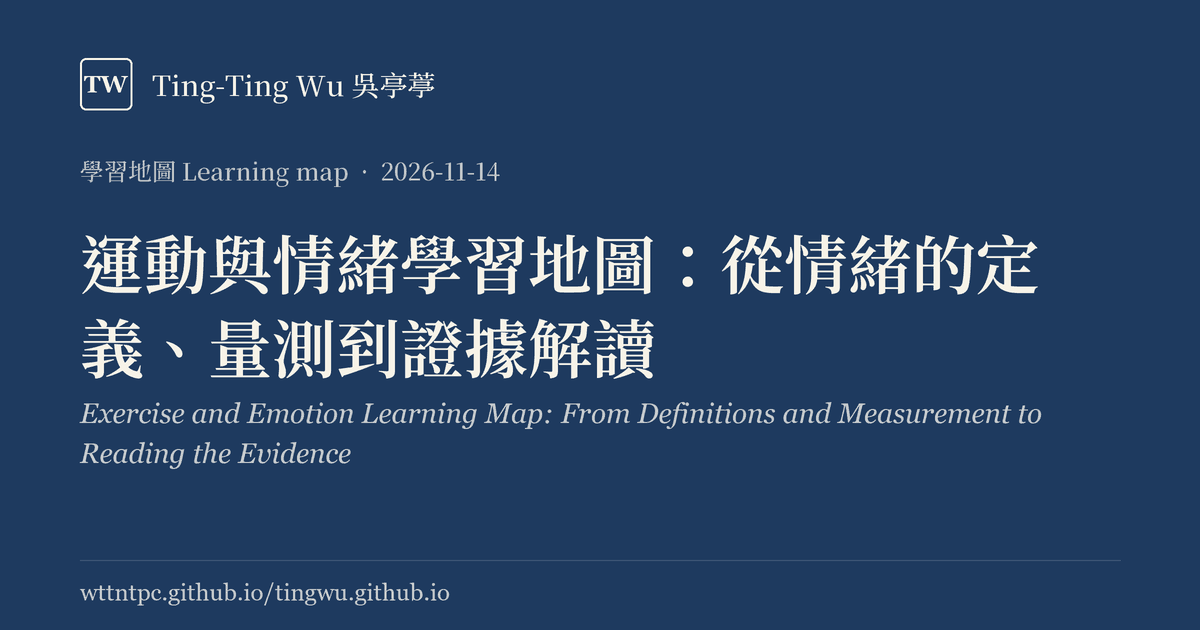 TW
Ting-Ting Wu 吳亭葶
學習地圖 Learning map · 2026-11-14
運動與情緒學習地圖：從情緒的定
義、量測到證據解讀
Exercise and Emotion Learning Map: From Definitions and Measurement to
Reading the Evidence
wttntpc.github.io/tingwu.github.io